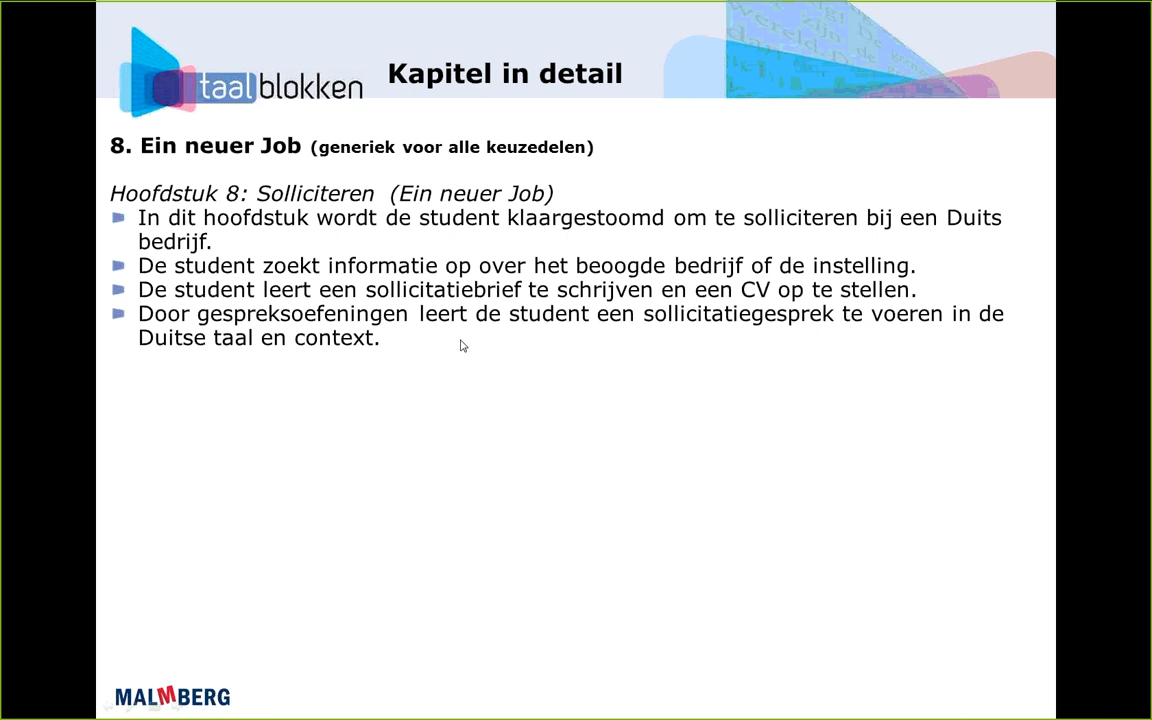 taalblokken
Kapitel in detail
8. Ein neuer Job (generiek voor alle keuzedelen)
Hoofdstuk 8: Solliciteren (Ein neuer Job)
In dit hoofdstuk wordt de student klaargestoomd om te solliciteren bij een Duits
bedrijf.
De student zoekt informatie op over het beoogde bedrijf of de instelling.
De student leert een sollicitatiebrief te schrijven en een CV op te stellen.
Door gespreksoefeningen leert de student een sollicitatiegesprek te voeren in de
Duitse taal en context.
MALMBERG